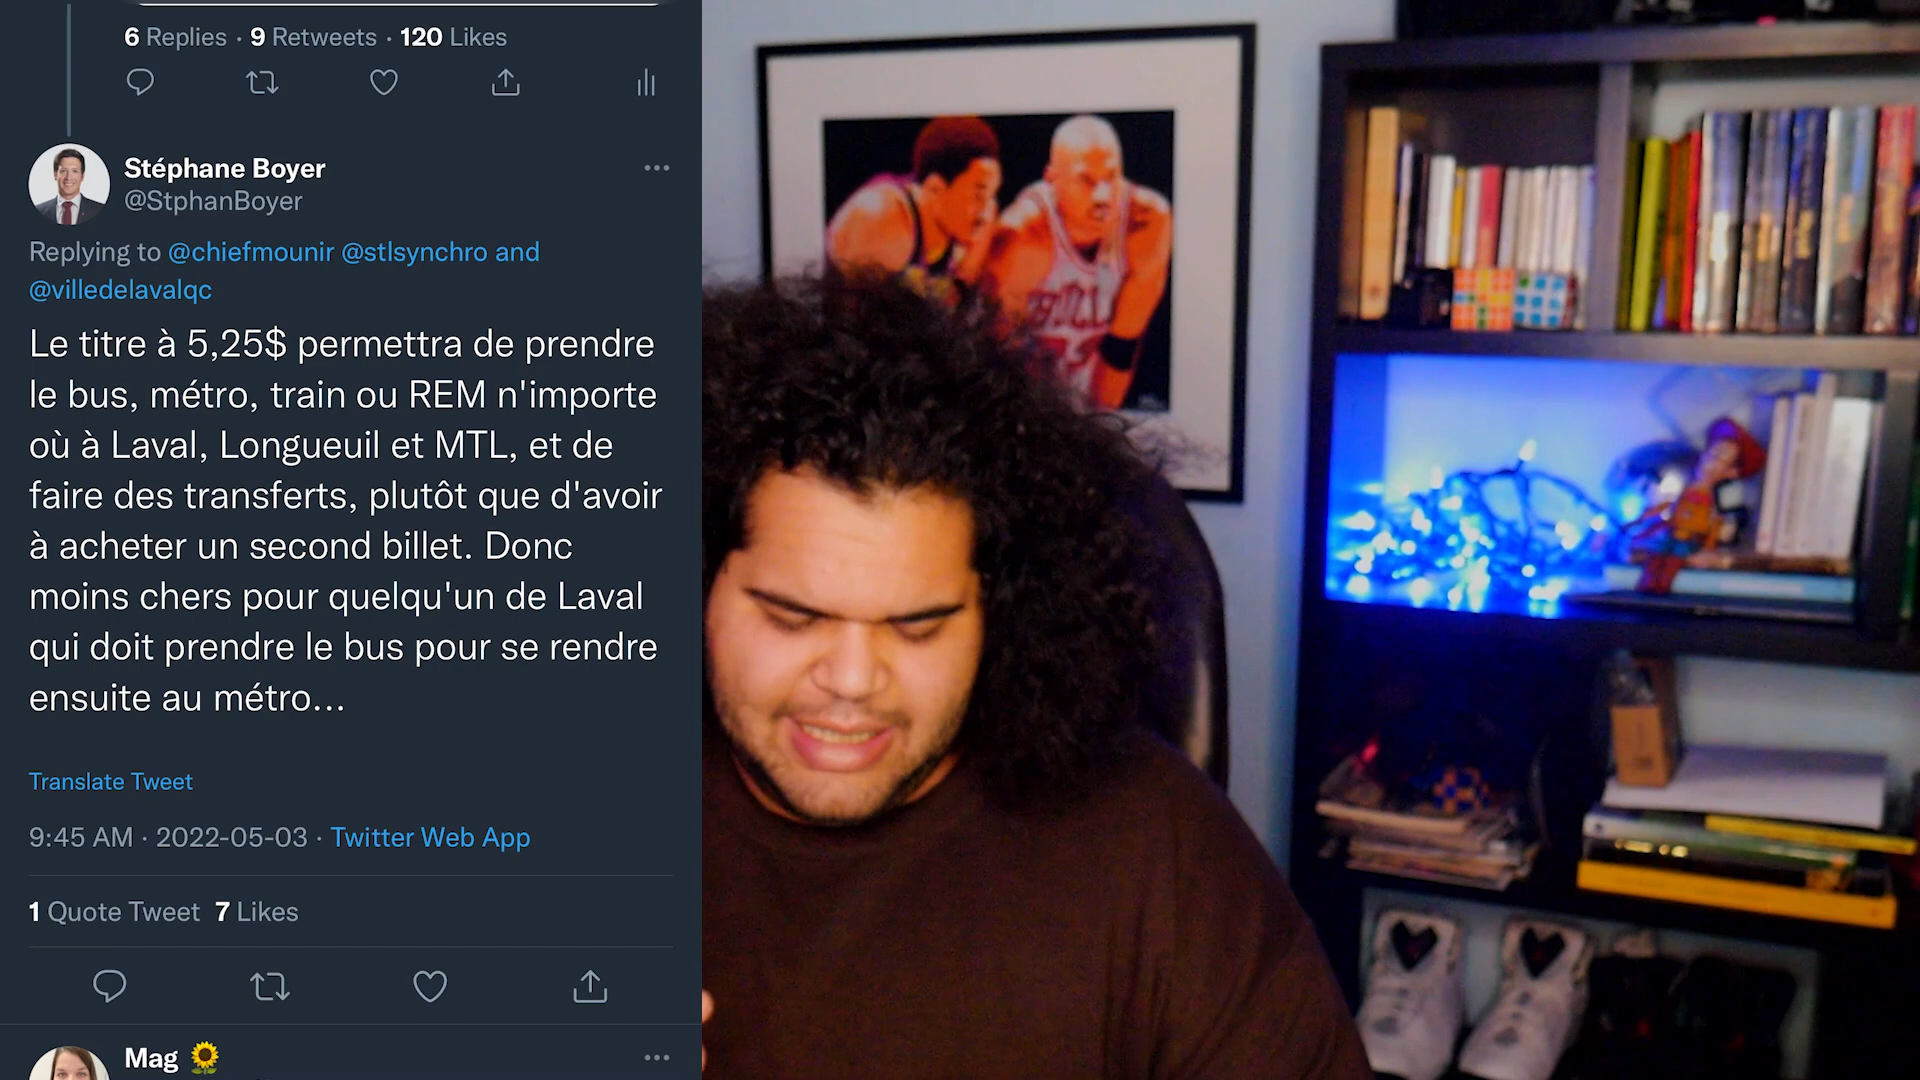 6 Replies · 9 Retweets · 120 Likes
Stéphane Boyer
@StphanBoyer
Replying to @chiefmounir @stlsynchro and
@villedelavalqc
Le titre à 5,25$ permettra de prendre
le bus, métro, train ou REM n'importe
où à Laval, Longueuil et MTL, et de
faire des transferts, plutôt que d'avoir
à acheter un second billet. Donc
moins chers pour quelqu'un de Laval
qui doit prendre le bus pour se rendre
ensuite au métro...
Translate Tweet
9:45 AM · 2022-05-03 · Twitter Web App
1 Quote Tweet 7 Likes
Mag 🌻
BULLS